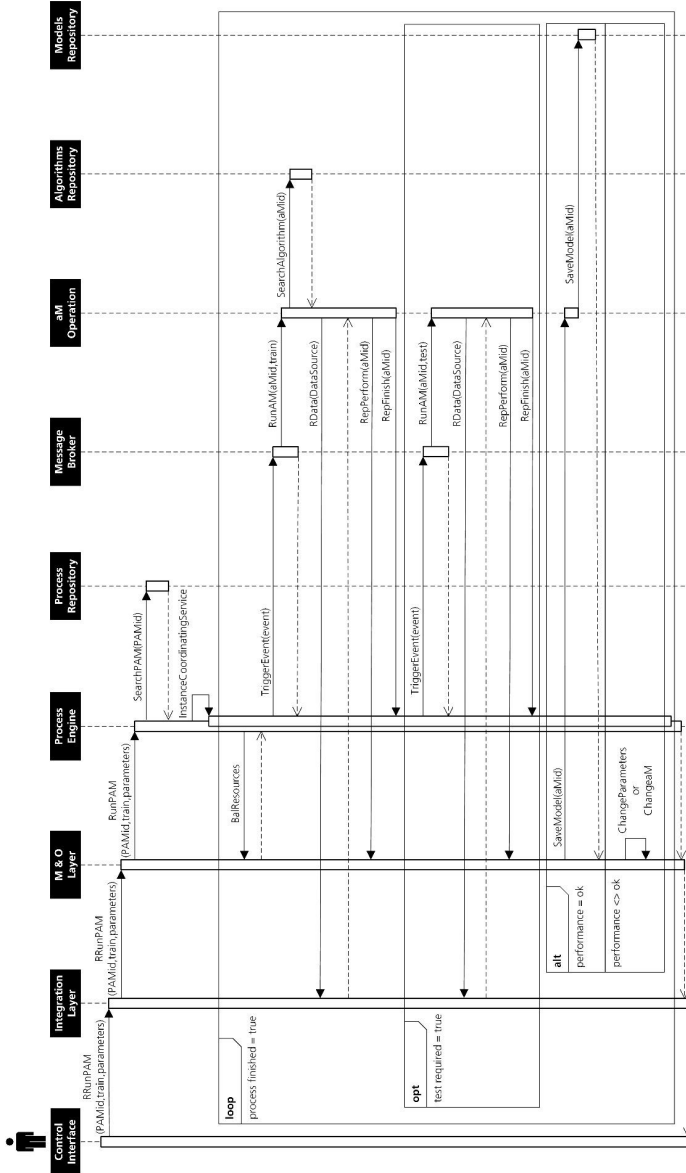 Control
Interface
Integration
Layer
M & O
Layer
Process
Engine
Process
Repository
Message
Broker
aM
Operation
Algorithms
Repository
Models
Repository
RRunPAM
(PAMid,train,parameters)
RRunPAM
(PAMid,train,parameters)
RunPAM
(PAMid,train,parameters)
SearchPAM(PAMid)
InstanceCoordinatingService
loop
process finished = true
BalResources
TriggerEvent(event)
RunAM(aMid,train)
SearchAlgorithm(aMid)
RData(DataSource)
RepPerform(aMid)
RepFinish(aMid)
opt
test required = true
TriggerEvent(event)
RunAM(aMid,test)
RData(DataSource)
RepPerform(aMid)
RepFinish(aMid)
alt
performance = ok
SaveModel(aMid)
SaveModel(aMid)
performance <> ok
ChangeParameters
or
ChangeaM